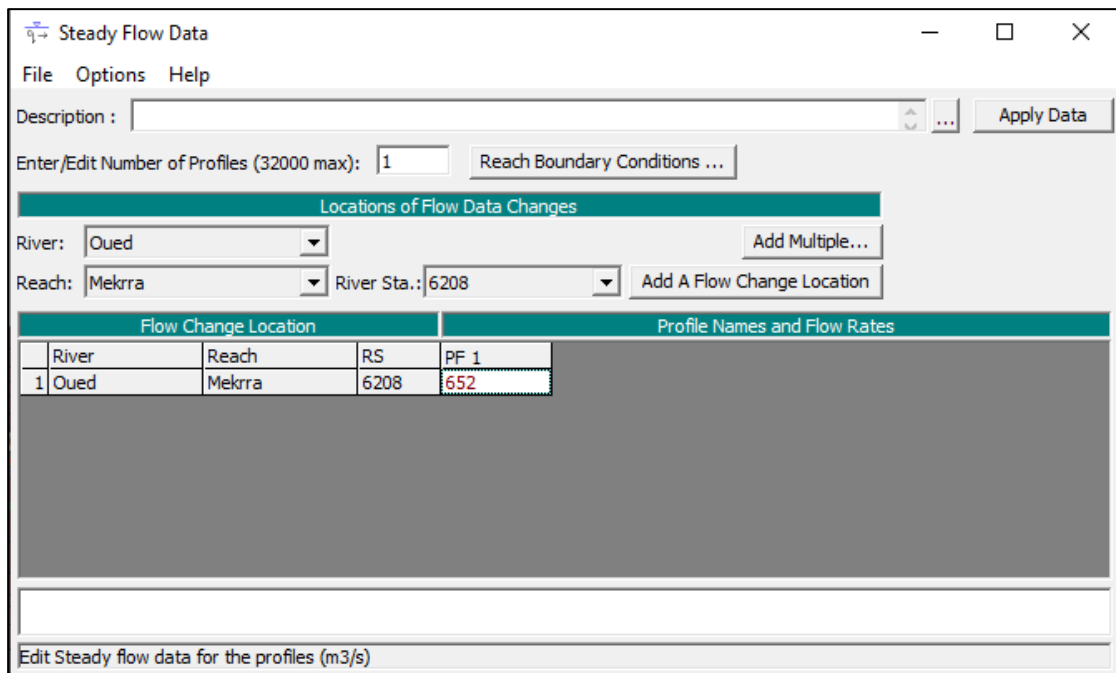 Steady Flow Data
File Options Help
Description : ... Apply Data
Enter/Edit Number of Profiles (32000 max): 1 Reach Boundary Conditions ...
Locations of Flow Data Changes
River: Oued Add Multiple...
Reach: Mekrra River Sta.: 6208 Add A Flow Change Location
Flow Change Location Profile Names and Flow Rates
River Reach RS PF 1
1 Oued Mekrra 6208 652
Edit Steady flow data for the profiles (m3/s)